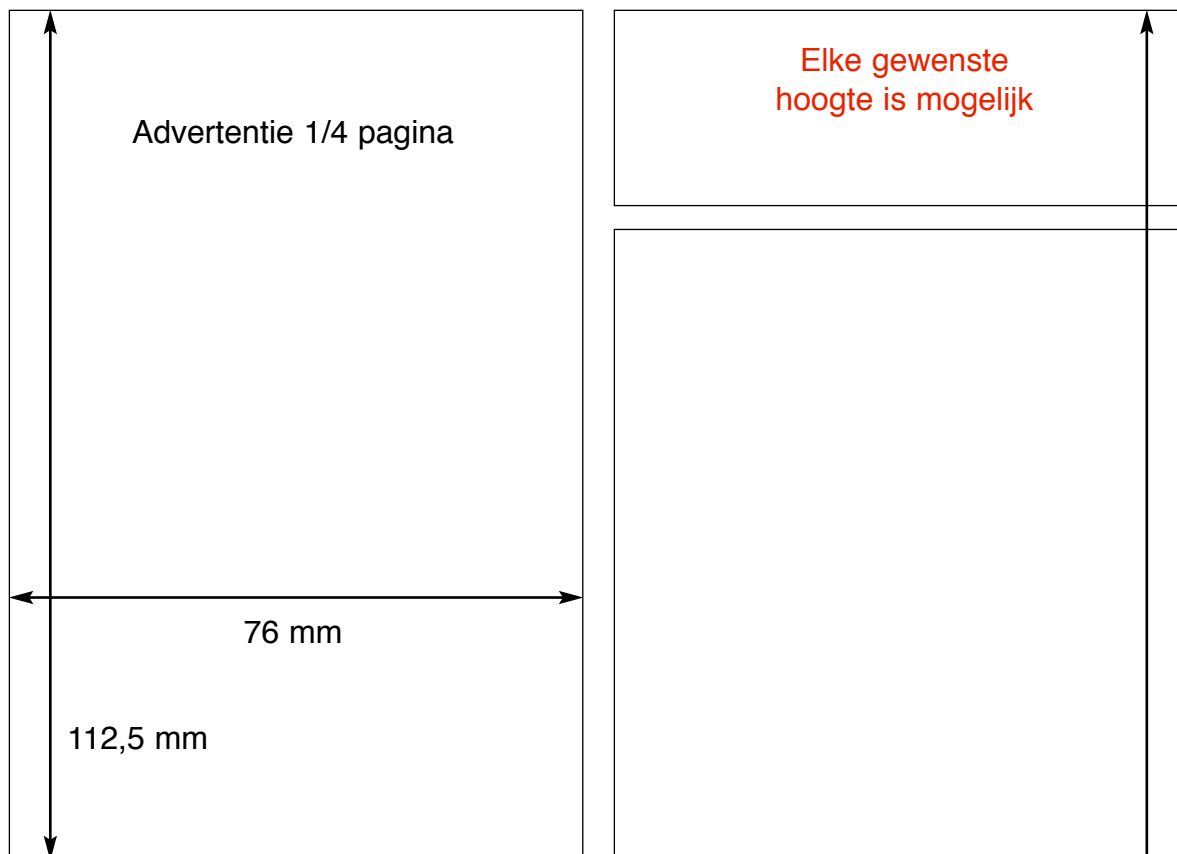 Advertentie 1/4 pagina
76 mm
112,5 mm
Elke gewenste
hoogte is mogelijk